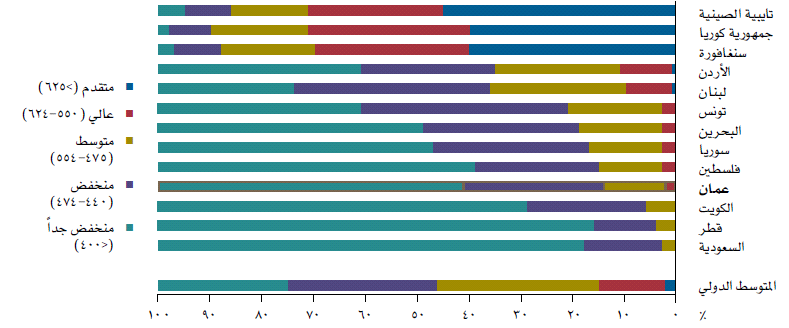 تايبية الصينية
جمهورية كوريا
سنغافورة
الأردن
لبنان
تونس
البحرين
سوريا
فلسطين
عمان
الكويت
قطر
السعودية
المتوسط الدولي
متقدم (>٦٢٥)
عالي (٥٥٠-٦٢٤)
متوسط
(٤٧٥-٥٥٤)
منخفض
(٤٤٠-٤٧٤)
منخفض جداً
(<٤٠٠)
٪ ٠ ١٠ ٢٠ ٣٠ ٤٠ ٥٠ ٦٠ ٧٠ ٨٠ ٩٠ ١٠٠